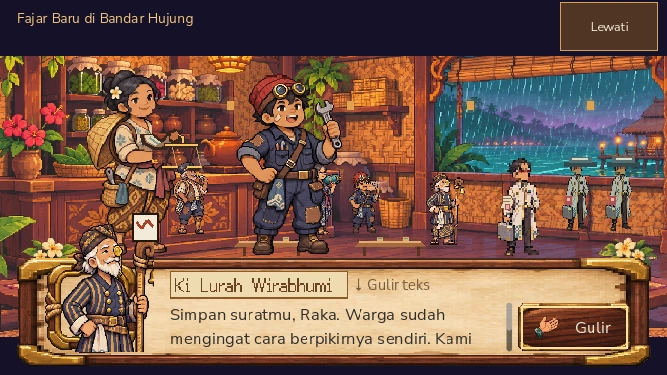 Fajar Baru di Bandar Hujung
Lewati
Ki Lurah Wirabhumi
↓ Gulir teks
Simpan suratmu, Raka. Warga sudah
mengingat cara berpikirnya sendiri. Kami
Gulir